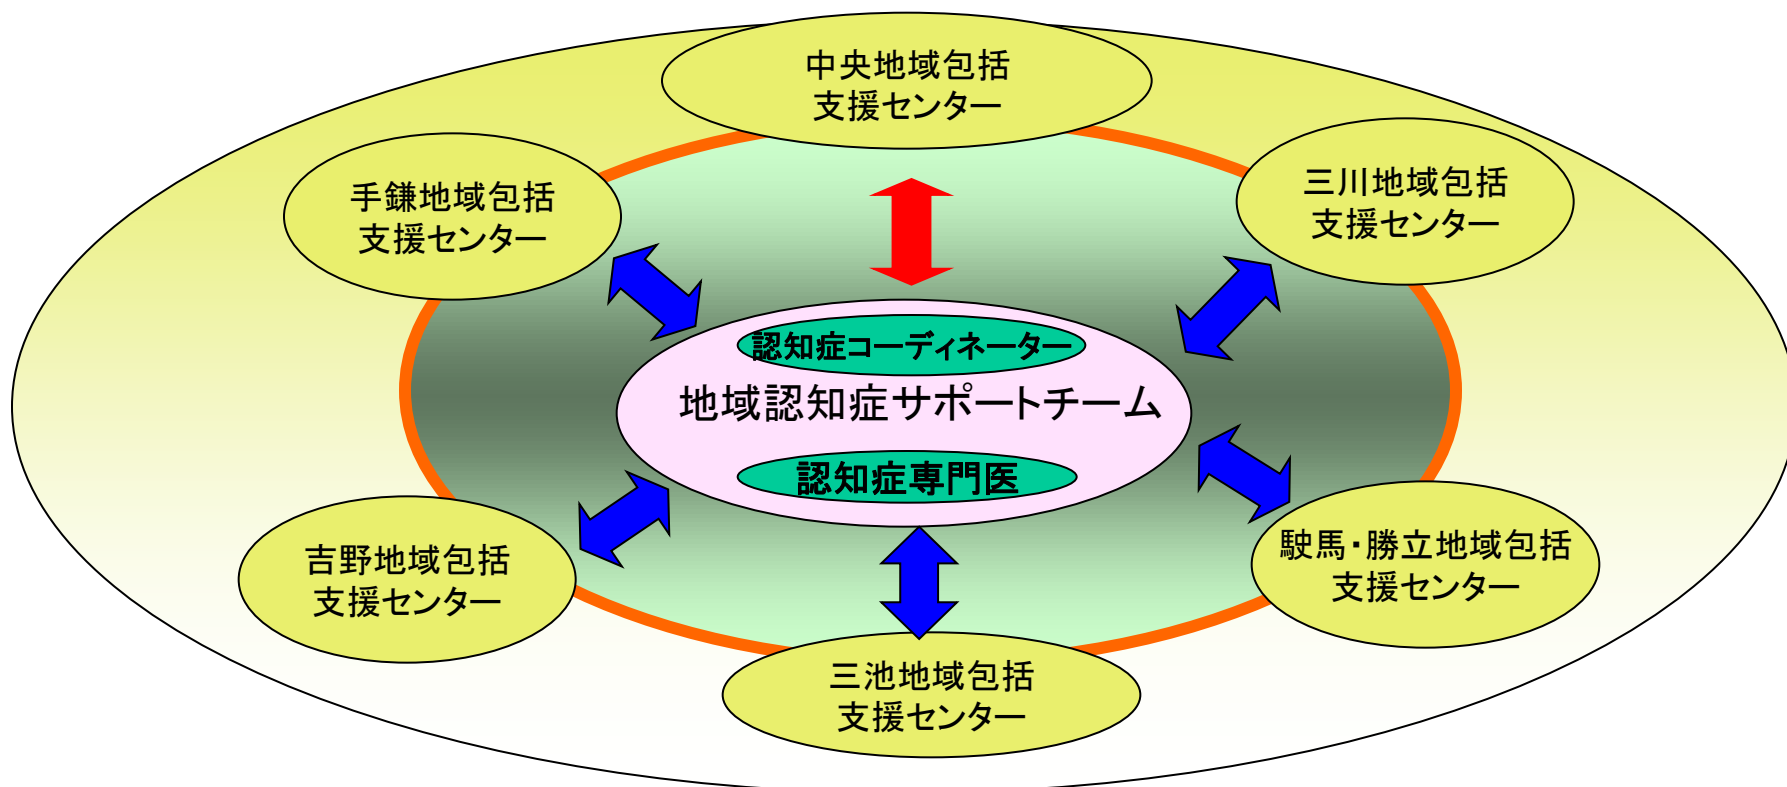 中央地域包括
支援センター
手鎌地域包括
支援センター
三川地域包括
支援センター
認知症コーディネーター
地域認知症サポートチーム
認知症専門医
吉野地域包括
支援センター
駛馬・勝立地域包括
支援センター
三池地域包括
支援センター